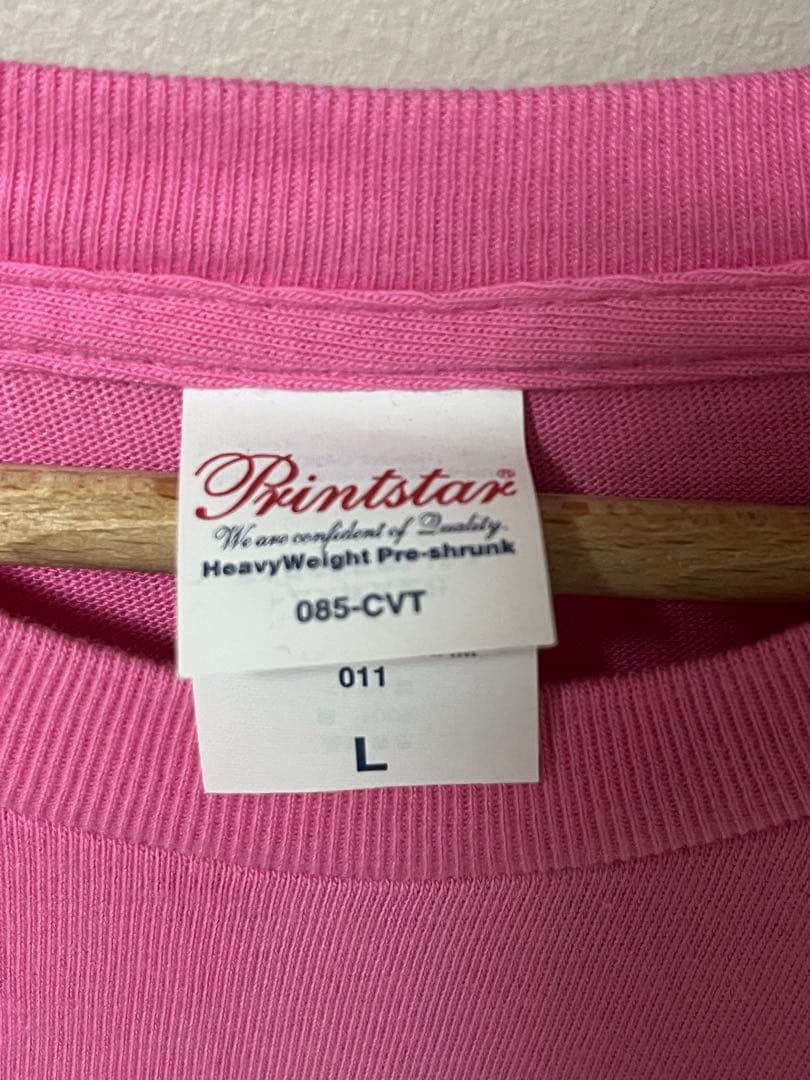 Printstar®
We are confident of Quality.
HeavyWeight Pre-shrunk
085-CVT
011
L